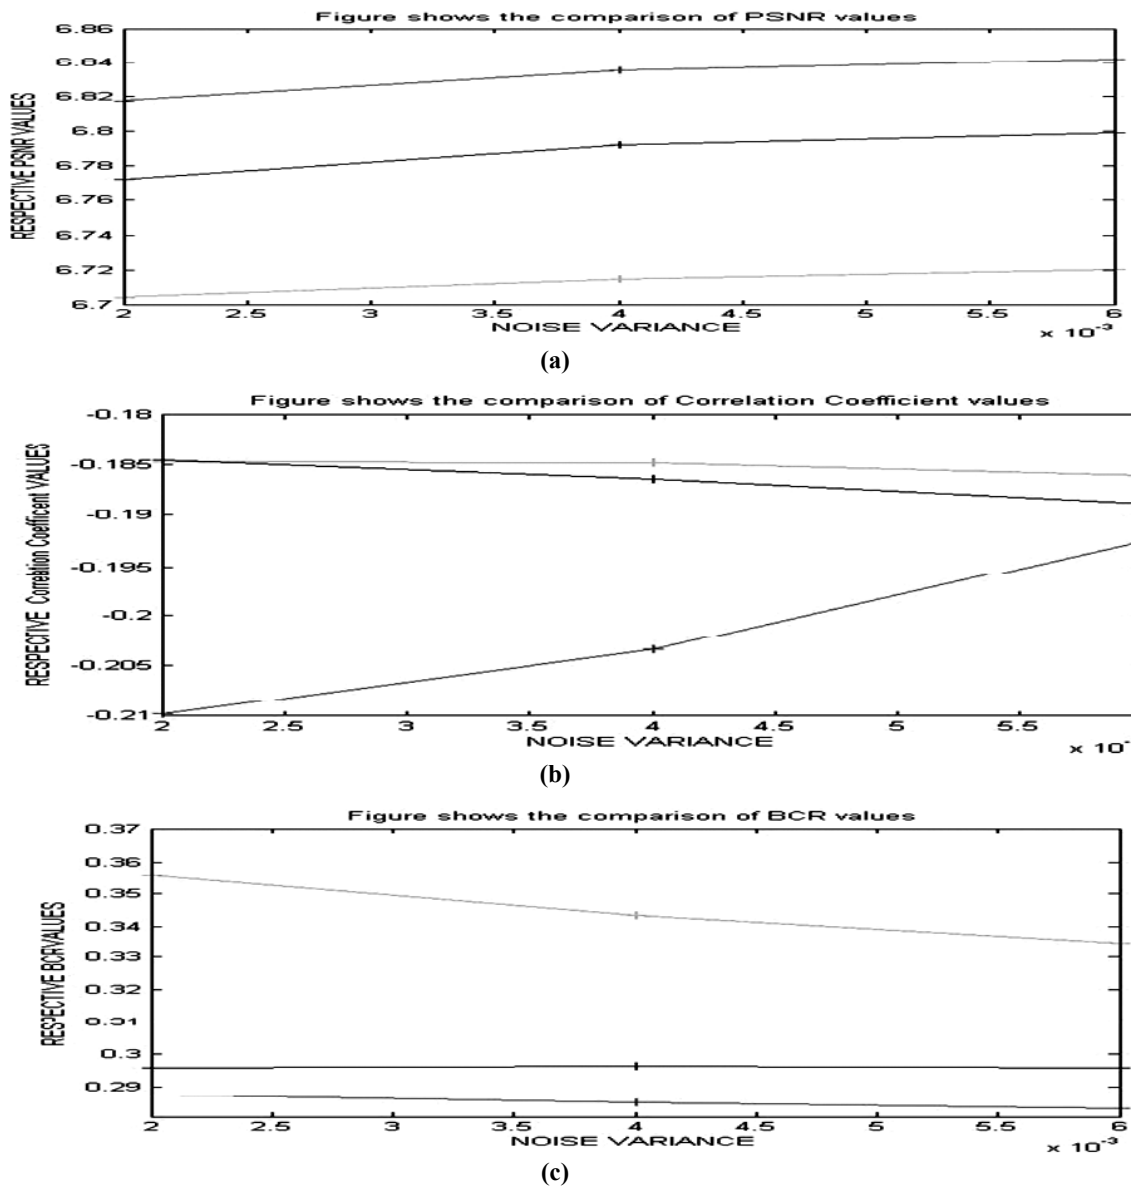 Figure shows the comparison of PSNR values
RESPECTIVE PSNR VALUES
6.86
6.84
6.82
6.8
6.78
6.76
6.74
6.72
6.7
2 2.5 3 3.5 4 4.5 5 5.5 6
NOISE VARIANCE
x 10-3
(a)
Figure shows the comparison of Correlation Coefficient values
RESPECTIVE Correlation Coefficent VALUES
-0.18
-0.185
-0.19
-0.195
-0.2
-0.205
-0.21
2 2.5 3 3.5 4 4.5 5 5.5
NOISE VARIANCE
x 10-
(b)
Figure shows the comparison of BCR values
RESPECTIVE BCRVALUES
0.37
0.36
0.35
0.34
0.33
0.32
0.31
0.3
0.29
2 2.5 3 3.5 4 4.5 5 5.5 6
NOISE VARIANCE
x 10-3
(c)